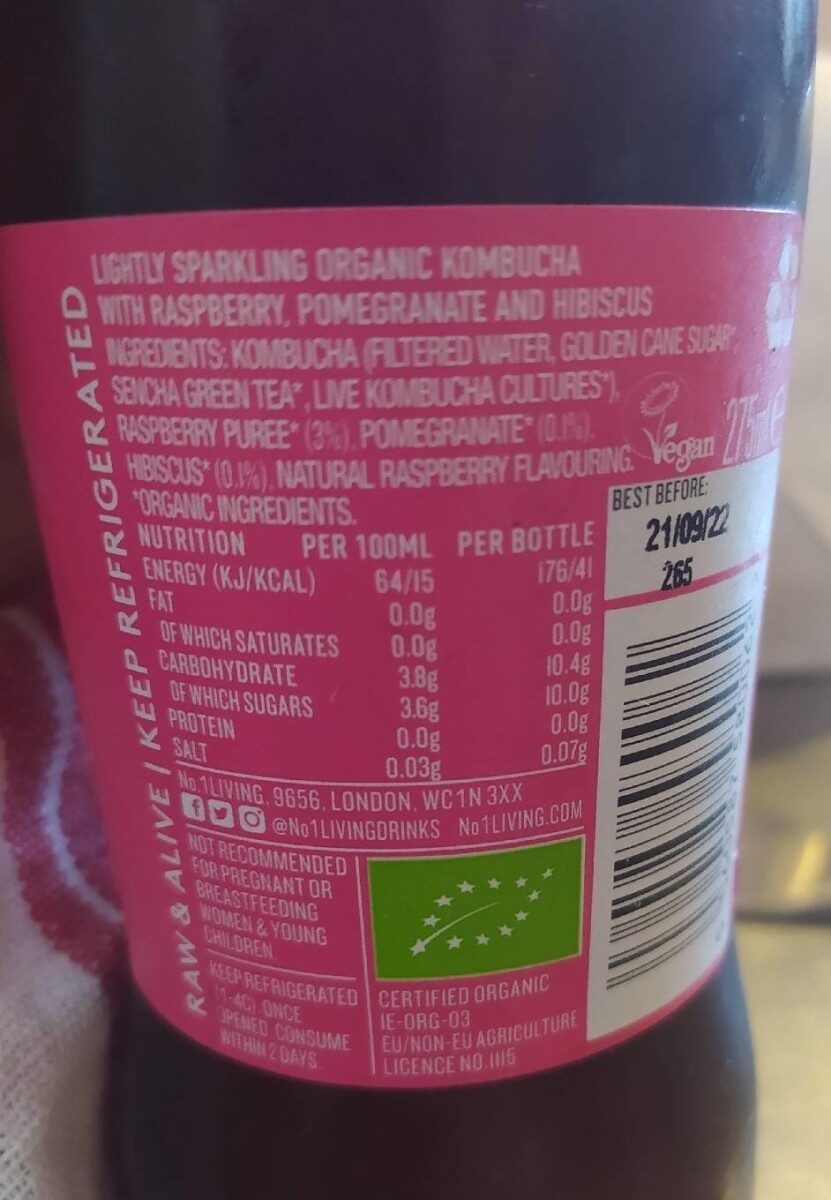 LIGHTLY SPARKLING ORGANIC KOMBUCHA
WITH RASPBERRY, POMEGRANATE AND HIBISCUS
INGREDIENTS: KOMBUCHA (FILTERED WATER, GOLDEN CANE SUGAR*,
SENCHA GREEN TEA*, LIVE KOMBUCHA CULTURES*),
RASPBERRY PUREE* (3%), POMEGRANATE* (0.1%),
HIBISCUS* (0.1%), NATURAL RASPBERRY FLAVOURING.
*ORGANIC INGREDIENTS.
Vegan
275ml e
BEST BEFORE:
21/09/22
265
NUTRITION PER 100ML PER BOTTLE
ENERGY (KJ/KCAL) 64/15 176/41
FAT 0.0g 0.0g
OF WHICH SATURATES 0.0g 0.0g
CARBOHYDRATE 3.8g 10.4g
OF WHICH SUGARS 3.6g 10.0g
PROTEIN 0.0g 0.0g
SALT 0.03g 0.07g
No.1 LIVING, 9656, LONDON, WC1N 3XX
@No1LIVINGDRINKS No1LIVING.COM
NOT RECOMMENDED
FOR PREGNANT OR
BREASTFEEDING
WOMEN & YOUNG
CHILDREN.
KEEP REFRIGERATED
(1-4C). ONCE
OPENED CONSUME
WITHIN 2 DAYS.
CERTIFIED ORGANIC
IE-ORG-03
EU/NON-EU AGRICULTURE
LICENCE NO.1115
RAW & ALIVE | KEEP REFRIGERATED